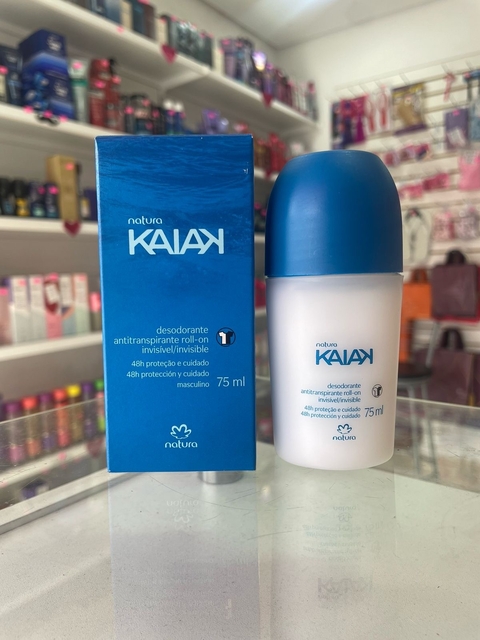 natura
KAIAK
desodorante
antitranspirante roll-on
invisível/invisible
48h proteção e cuidado
48h protección y cuidado
masculino 75 ml
natura
natura
KAIAK
desodorante
antitranspirante roll-on
invisível/invisible
48h proteção e cuidado
48h protección y cuidado 75 ml
natura